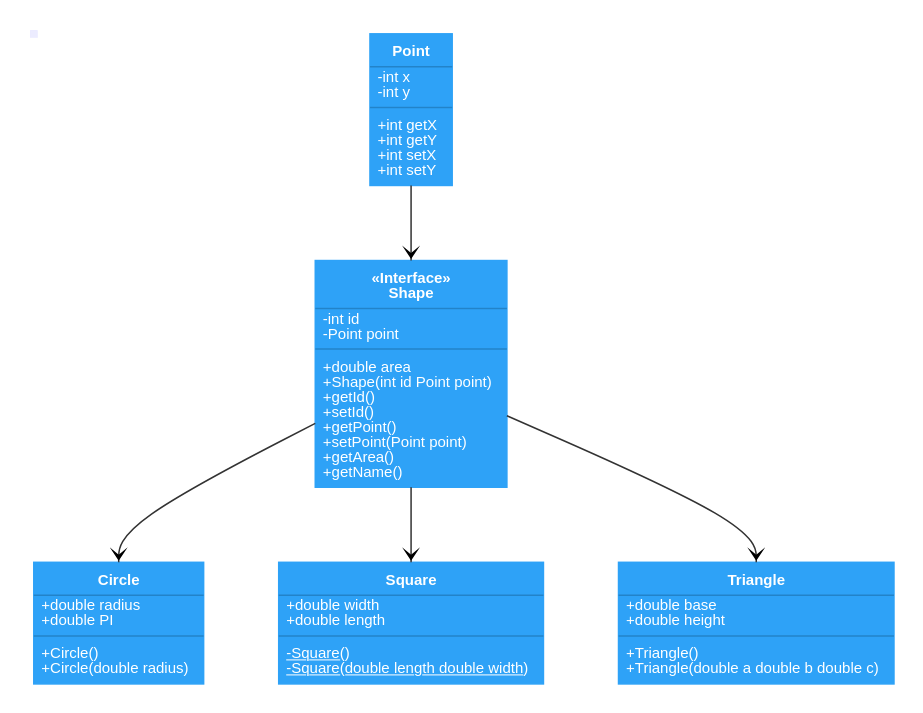 Point
-int x
-int y
+int getX
+int getY
+int setX
+int setY
«Interface»
Shape
-int id
-Point point
+double area
+Shape(int id Point point)
+getId()
+setId()
+getPoint()
+setPoint(Point point)
+getArea()
+getName()
Circle
+double radius
+double PI
+Circle()
+Circle(double radius)
Square
+double width
+double length
-Square()
-Square(double length double width)
Triangle
+double base
+double height
+Triangle()
+Triangle(double a double b double c)